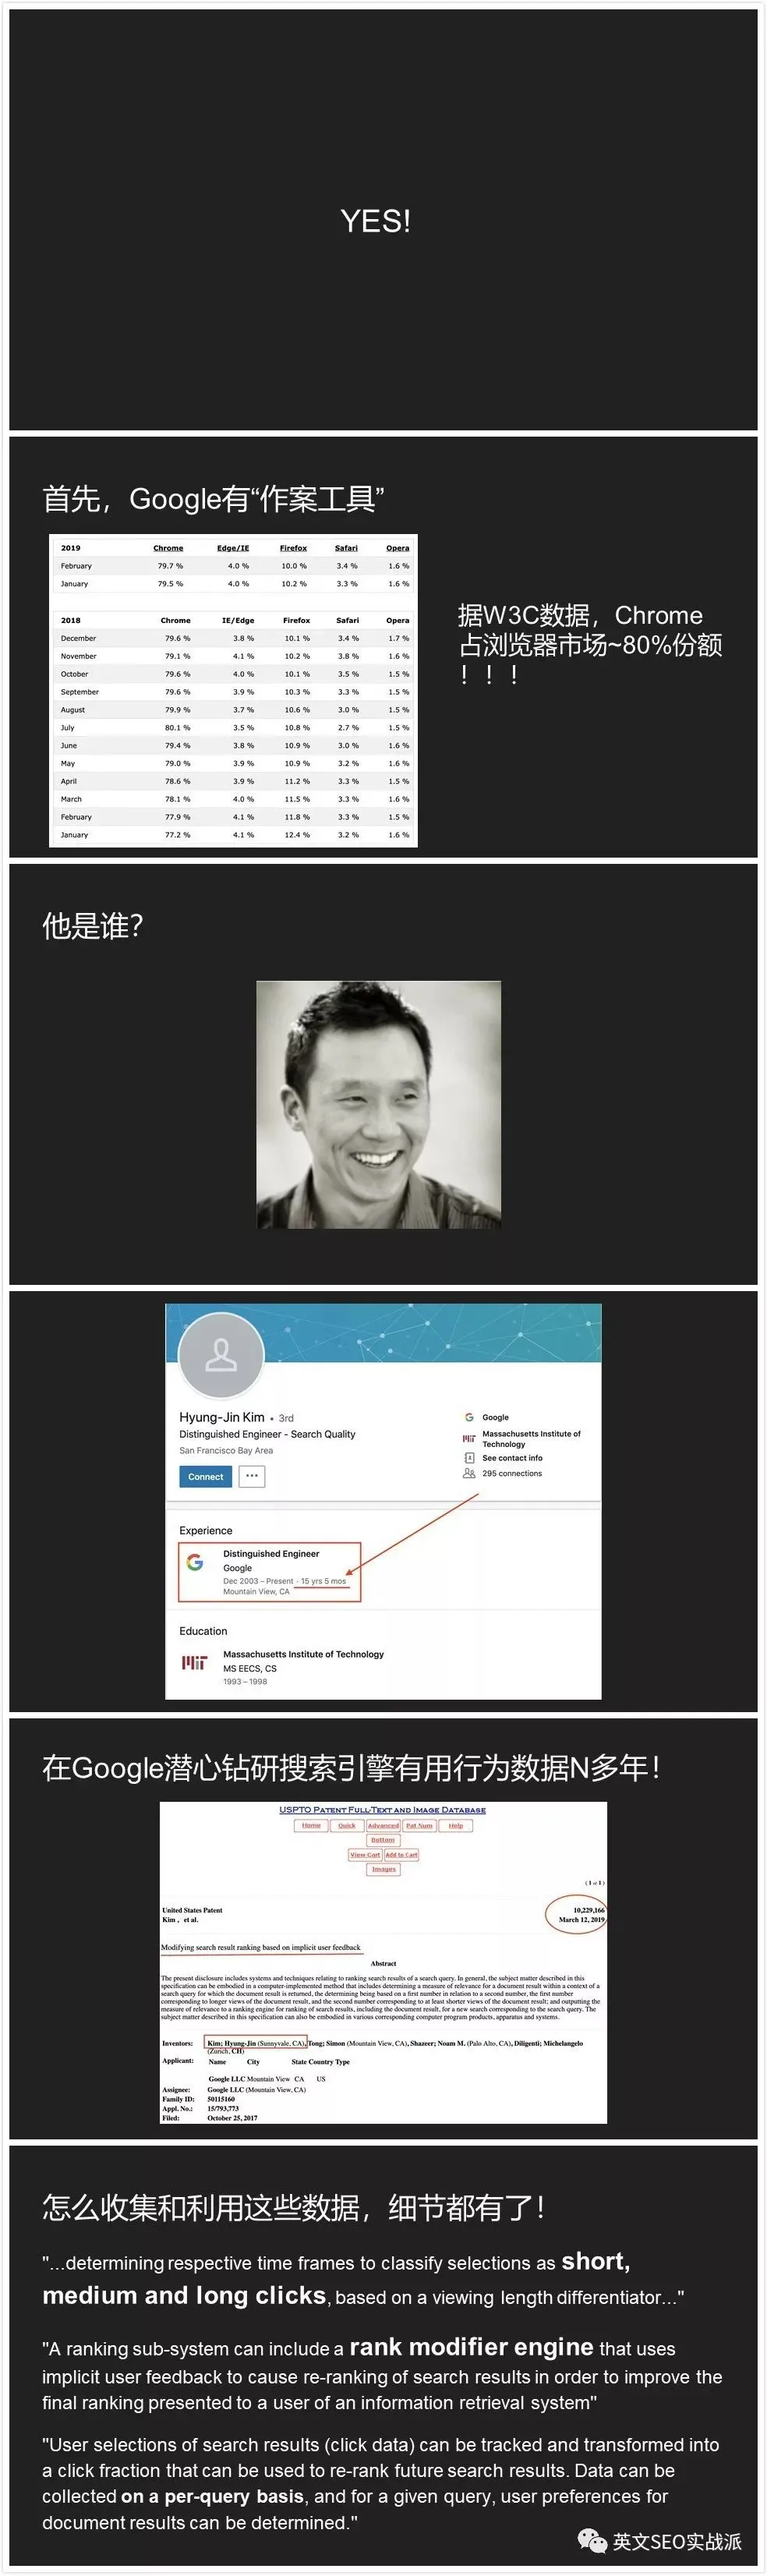 YES!
首先，Google有“作案工具”
2019 Chrome Edge/IE Firefox Safari Opera
February 79.7 % 4.0 % 10.0 % 3.4 % 1.6 %
January 79.5 % 4.0 % 10.2 % 3.3 % 1.6 %
2018 Chrome IE/Edge Firefox Safari Opera
December 79.6 % 3.8 % 10.1 % 3.4 % 1.7 %
November 79.1 % 4.1 % 10.2 % 3.8 % 1.6 %
October 79.6 % 4.0 % 10.1 % 3.5 % 1.5 %
September 79.6 % 3.9 % 10.3 % 3.3 % 1.5 %
August 79.9 % 3.7 % 10.6 % 3.0 % 1.5 %
July 80.1 % 3.5 % 10.8 % 2.7 % 1.5 %
June 79.4 % 3.8 % 10.9 % 3.0 % 1.6 %
May 79.0 % 3.9 % 10.9 % 3.2 % 1.6 %
April 78.6 % 3.9 % 11.2 % 3.3 % 1.5 %
March 78.1 % 4.0 % 11.5 % 3.3 % 1.6 %
February 77.9 % 4.1 % 11.8 % 3.3 % 1.5 %
January 77.2 % 4.1 % 12.4 % 3.2 % 1.6 %
据W3C数据，Chrome
占浏览器市场~80%份额
！！！
他是谁？
Hyung-Jin Kim • 3rd
Distinguished Engineer - Search Quality
San Francisco Bay Area
Connect ...
Google
Massachusetts Institute of
Technology
See contact info
295 connections
Experience
Distinguished Engineer
Google
Dec 2003 – Present · 15 yrs 5 mos
Mountain View, CA
Education
Massachusetts Institute of Technology
MS EECS, CS
1993 – 1998
在Google潜心钻研搜索引擎有用行为数据N多年！
USPTO Patent Full-Text and Image Database
Home Quick Advanced Pat Num Help
Bottom
View Cart Add to Cart
Images
(1 of 1)
United States Patent 10,229,166
Kim , et al. March 12, 2019
Modifying search result ranking based on implicit user feedback
Abstract
The present disclosure includes systems and techniques relating to ranking search results of a search query. In general, the subject matter described in this
specification can be embodied in a computer-implemented method that includes determining a measure of relevance for a document result within a context of a
search query for which the document result is returned, the determining being based on a first number in relation to a second number, the first number
corresponding to longer views of the document result, and the second number corresponding to at least shorter views of the document result; and outputting the
measure of relevance to a ranking engine for ranking of search results, including the document result, for a new search corresponding to the search query. The
subject matter described in this specification can also be embodied in various corresponding computer program products, apparatus and systems.
Inventors: Kim; Hyung-Jin (Sunnyvale, CA), Tong; Simon (Mountain View, CA), Shazeer; Noam M. (Palo Alto, CA), Diligenti; Michelangelo
(Zurich, CH)
Applicant: Name City State Country Type
Google LLC Mountain View CA US
Assignee: Google LLC (Mountain View, CA)
Family ID: 50115160
Appl. No.: 15/793,773
Filed: October 25, 2017
怎么收集和利用这些数据，细节都有了！
"...determining respective time frames to classify selections as short,
medium and long clicks, based on a viewing length differentiator..."
"A ranking sub-system can include a rank modifier engine that uses
implicit user feedback to cause re-ranking of search results in order to improve the
final ranking presented to a user of an information retrieval system"
"User selections of search results (click data) can be tracked and transformed into
a click fraction that can be used to re-rank future search results. Data can be
collected on a per-query basis, and for a given query, user preferences for
document results can be determined."
英文SEO实战派